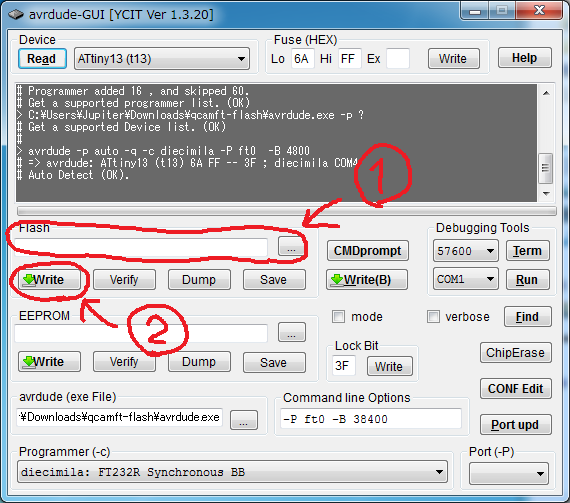 avrdude-GUI [YCIT Ver 1.3.20]
Device
Fuse (HEX)
Read
ATtiny13 (t13)
Lo 6A Hi FF Ex
Write
Help
# Programmer added 16 , and skipped 60.
# Get a supported programmer list. (OK)
> C:¥Users¥Jupiter¥Downloads¥qcamft-flash¥avrdude.exe -p ?
# Get a supported Device list. (OK)
#
> avrdude -p auto -q -c diecimila -P ft0  -B 4800
# => avrdude: ATtiny13 (t13) 6A FF -- 3F ; diecimila COM4
# Auto Detect (OK).
1
Flash
...
CMDprompt
Debugging Tools
57600
Term
Write
Verify
Dump
Save
Write(B)
COM1
Run
2
EEPROM
...
mode
verbose
Find
Write
Verify
Dump
Save
Lock Bit
3F
Write
ChipErase
avrdude (exe File)
¥Downloads¥qcamft-flash¥avrdude.exe
...
Command line Options
-P ft0 -B 38400
CONF Edit
Port upd
Programmer (-c)
diecimila: FT232R Synchronous BB
Port (-P)